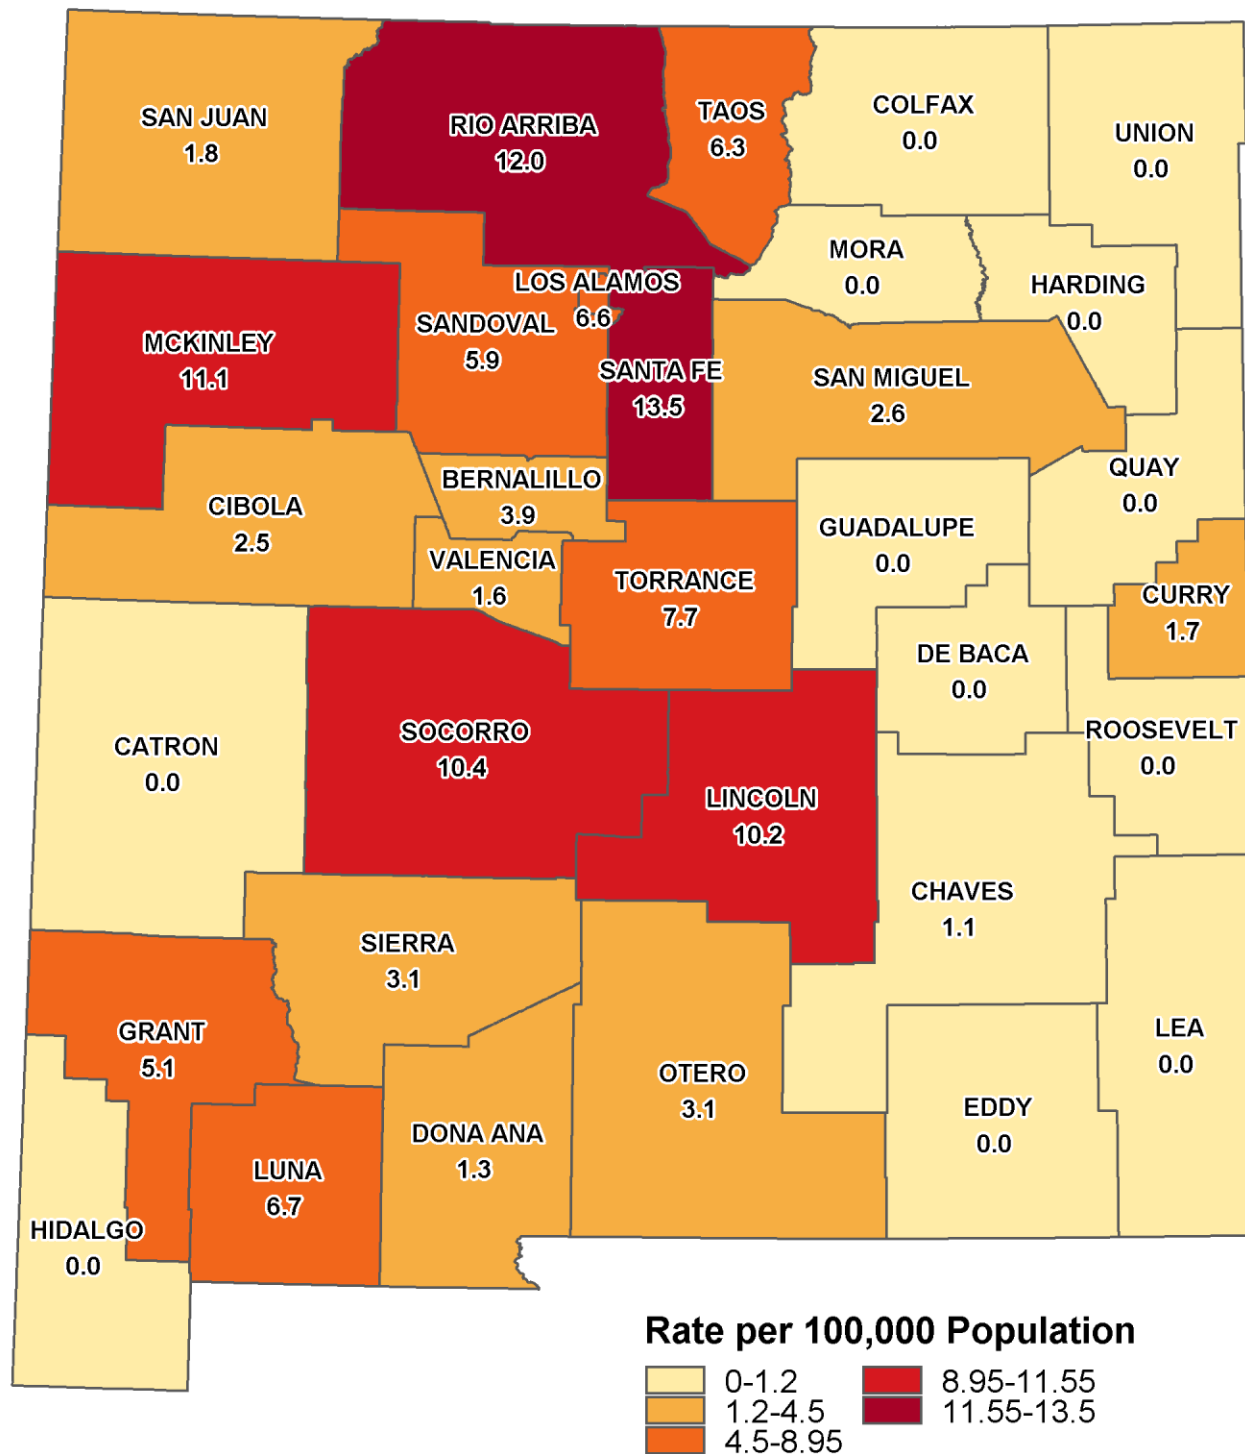 SAN JUAN
1.8
RIO ARRIBA
12.0
TAOS
6.3
COLFAX
0.0
UNION
0.0
MORA
0.0
HARDING
0.0
LOS ALAMOS
6.6
SANDOVAL
5.9
MCKINLEY
11.1
SANTA FE
13.5
SAN MIGUEL
2.6
QUAY
0.0
BERNALILLO
3.9
CIBOLA
2.5
GUADALUPE
0.0
VALENCIA
1.6
TORRANCE
7.7
CURRY
1.7
DE BACA
0.0
CATRON
0.0
SOCORRO
10.4
ROOSEVELT
0.0
LINCOLN
10.2
CHAVES
1.1
SIERRA
3.1
GRANT
5.1
LEA
0.0
OTERO
3.1
EDDY
0.0
DONA ANA
1.3
LUNA
6.7
HIDALGO
0.0
Rate per 100,000 Population
0-1.2
1.2-4.5
4.5-8.95
8.95-11.55
11.55-13.5